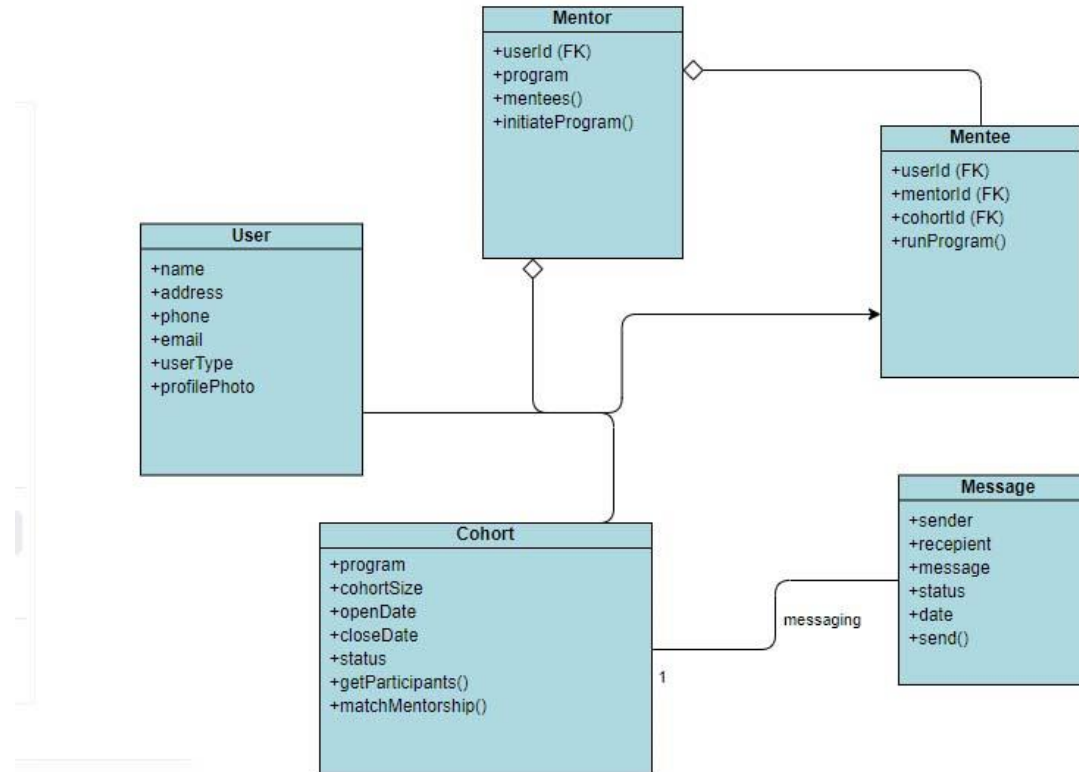 Mentor
+userId (FK)
+program
+mentees()
+initiateProgram()
Mentee
+userId (FK)
+mentorId (FK)
+cohortId (FK)
+runProgram()
User
+name
+address
+phone
+email
+userType
+profilePhoto
Cohort
+program
+cohortSize
+openDate
+closeDate
+status
+getParticipants()
+matchMentorship()
messaging
1
Message
+sender
+recepient
+message
+status
+date
+send()